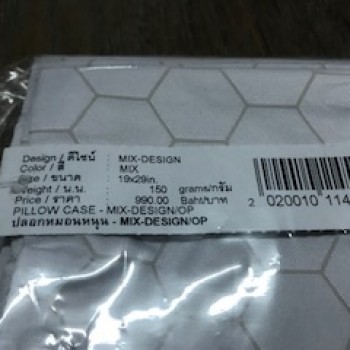 Design / ดีไซน์ : MIX-DESIGN
Color / สี : MIX
Size / ขนาด : 19x29in.
Weight / น.น. : 150 grams/กรัม
Price / ราคา : 990.00 Baht/บาท
PILLOW CASE - MIX-DESIGN/OP
ปลอกหมอนหนุน - MIX-DESIGN/OP
2 020010 114